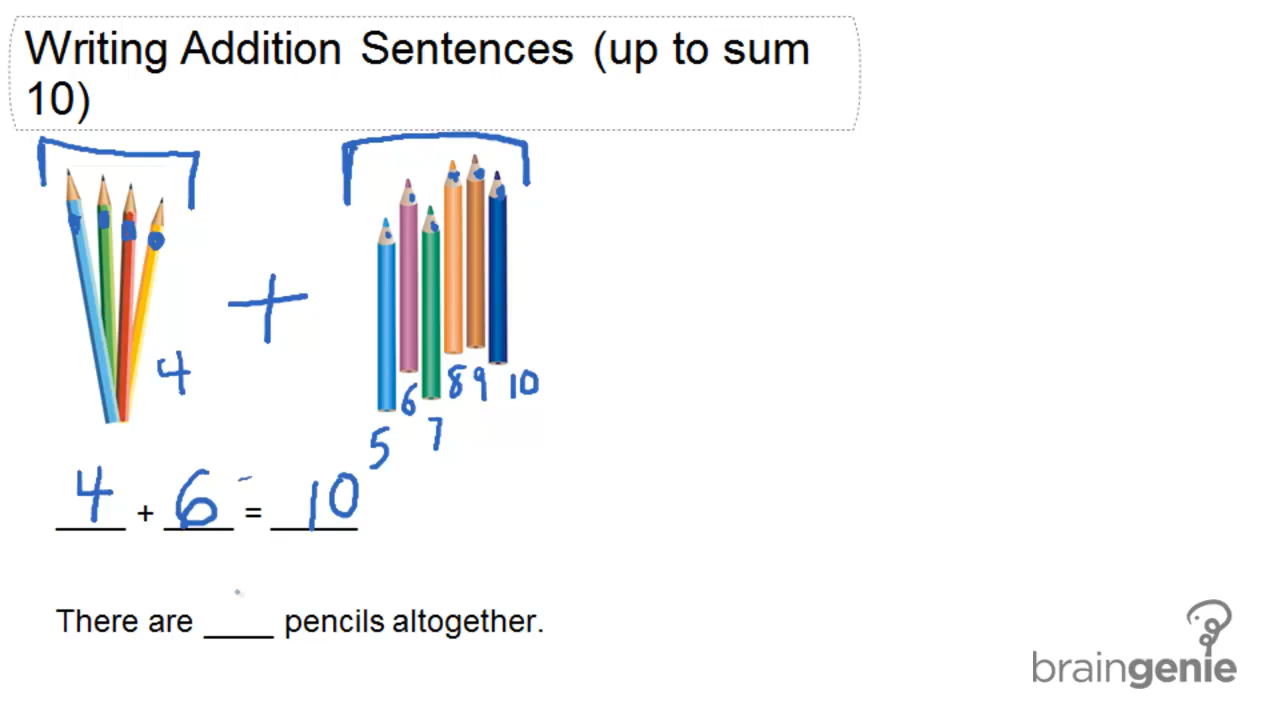 Writing Addition Sentences (up to sum
10)
+
4
5 6 7 8 9 10
4 + 6 = 10
There are ____ pencils altogether.
braingenie